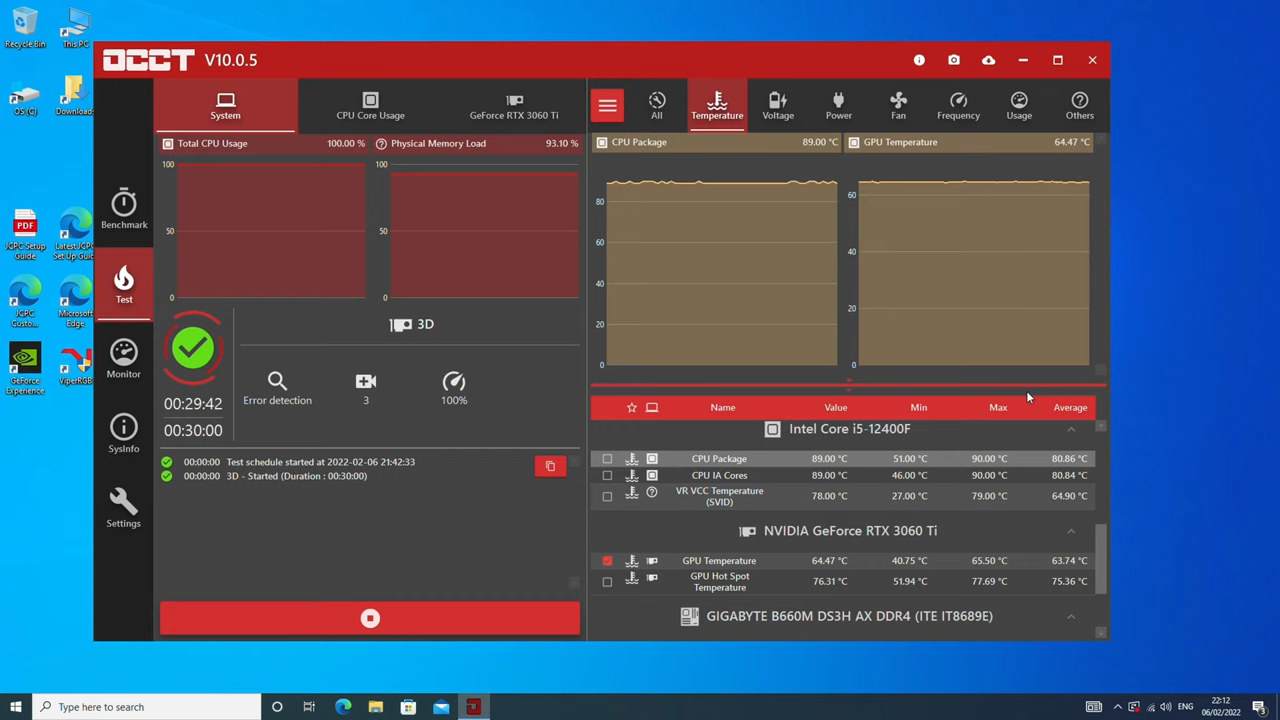 Recycle Bin
This PC
OS (C)
Downloads
PDF
JCPC Setup
Guide
Latest JCPC
Set Up Guid
JCPC
Custo...
Microsoft
Edge
GeForce
Experience
ViperRGB
OCCT V10.0.5
Benchmark
Test
Monitor
SysInfo
Settings
System
CPU Core Usage
GeForce RTX 3060 Ti
Total CPU Usage 100.00 %
100
50
0
Physical Memory Load 93.10 %
100
50
0
00:29:42
00:30:00
3D
Error detection
3
100%
00:00:00 Test schedule started at 2022-02-06 21:42:33
00:00:00 3D - Started (Duration : 00:30:00)
All
Temperature
Voltage
Power
Fan
Frequency
Usage
Others
CPU Package 89.00 °C
80
60
40
20
0
GPU Temperature 64.47 °C
60
40
20
0
Name Value Min Max Average
Intel Core i5-12400F
CPU Package 89.00 °C 51.00 °C 90.00 °C 80.86 °C
CPU IA Cores 89.00 °C 46.00 °C 90.00 °C 80.84 °C
VR VCC Temperature
(SVID) 78.00 °C 27.00 °C 79.00 °C 64.90 °C
NVIDIA GeForce RTX 3060 Ti
GPU Temperature 64.47 °C 40.75 °C 65.50 °C 63.74 °C
GPU Hot Spot
Temperature 76.31 °C 51.94 °C 77.69 °C 75.36 °C
GIGABYTE B660M DS3H AX DDR4 (ITE IT8689E)
Type here to search
ENG
22:12
06/02/2022
3